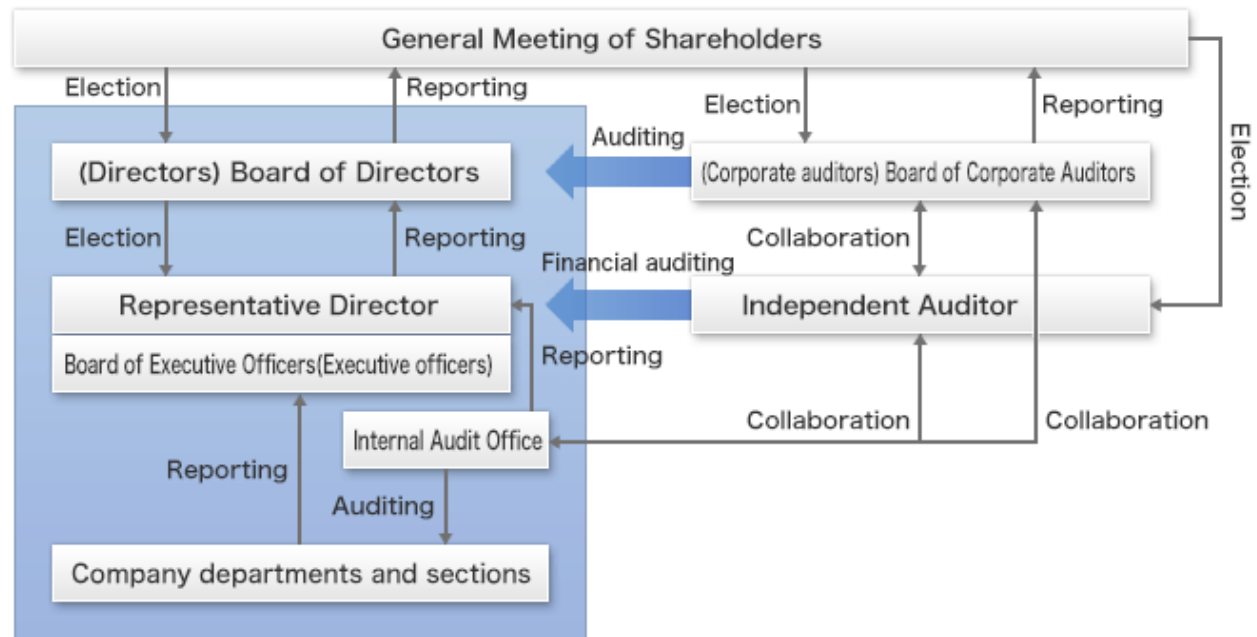 General Meeting of Shareholders
Election
Reporting
Election
Reporting
Election
Auditing
(Directors) Board of Directors
(Corporate auditors) Board of Corporate Auditors
Election
Reporting
Collaboration
Financial auditing
Representative Director
Independent Auditor
Board of Executive Officers(Executive officers)
Reporting
Internal Audit Office
Collaboration
Collaboration
Reporting
Auditing
Company departments and sections